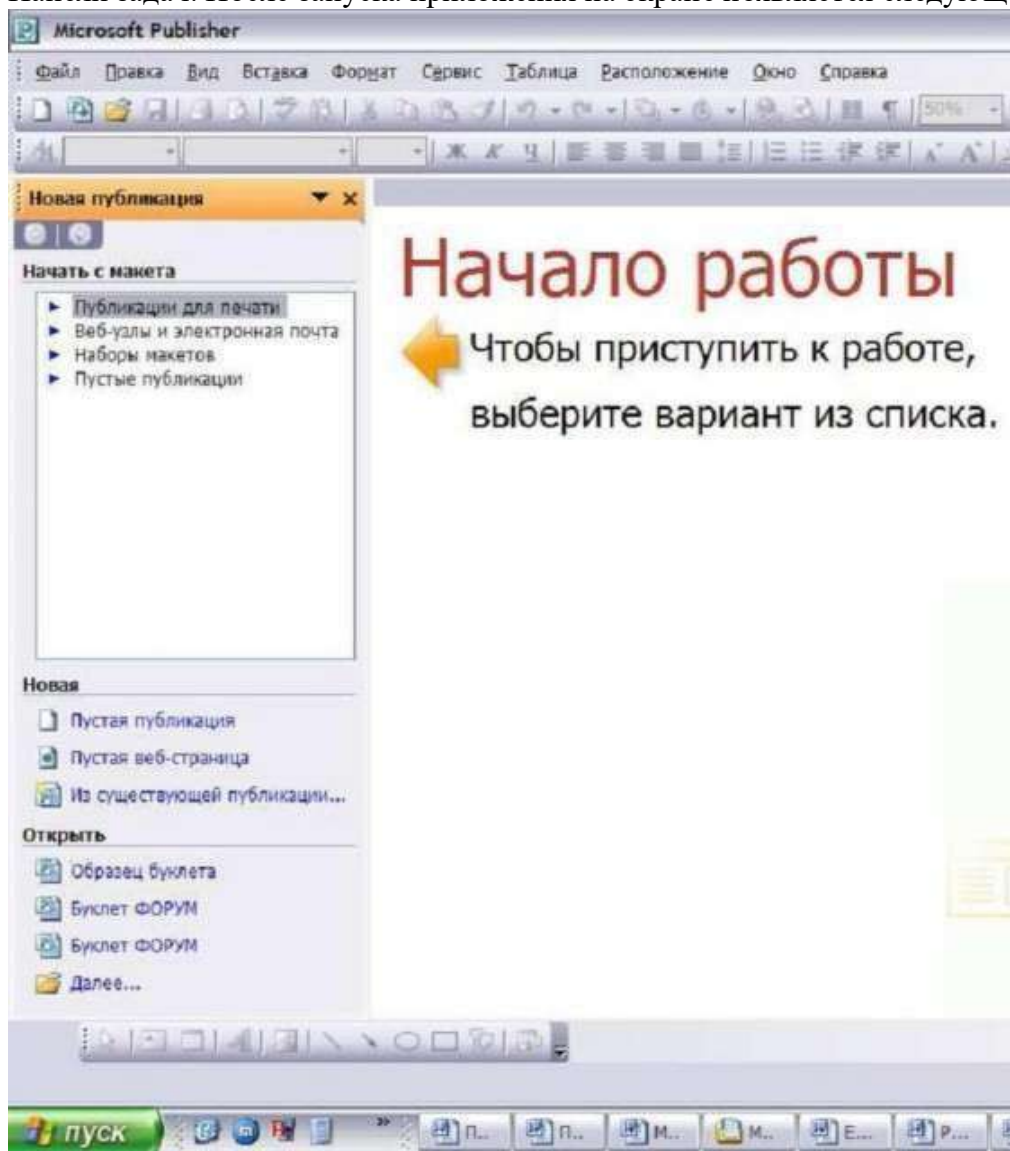 Microsoft Publisher
Файл Правка Вид Вставка Формат Сервис Таблица Расположение Окно Справка
50%
Ж К Ч
Новая публикация
Начать с макета
Публикации для печати
Веб-узлы и электронная почта
Наборы макетов
Пустые публикации
Начало работы
Чтобы приступить к работе,
выберите вариант из списка.
Новая
Пустая публикация
Пустая веб-страница
Из существующей публикации...
Открыть
Образец буклета
Буклет ФОРУМ
Буклет ФОРУМ
Далее...
пуск
П... П... М... М... Е... Р...